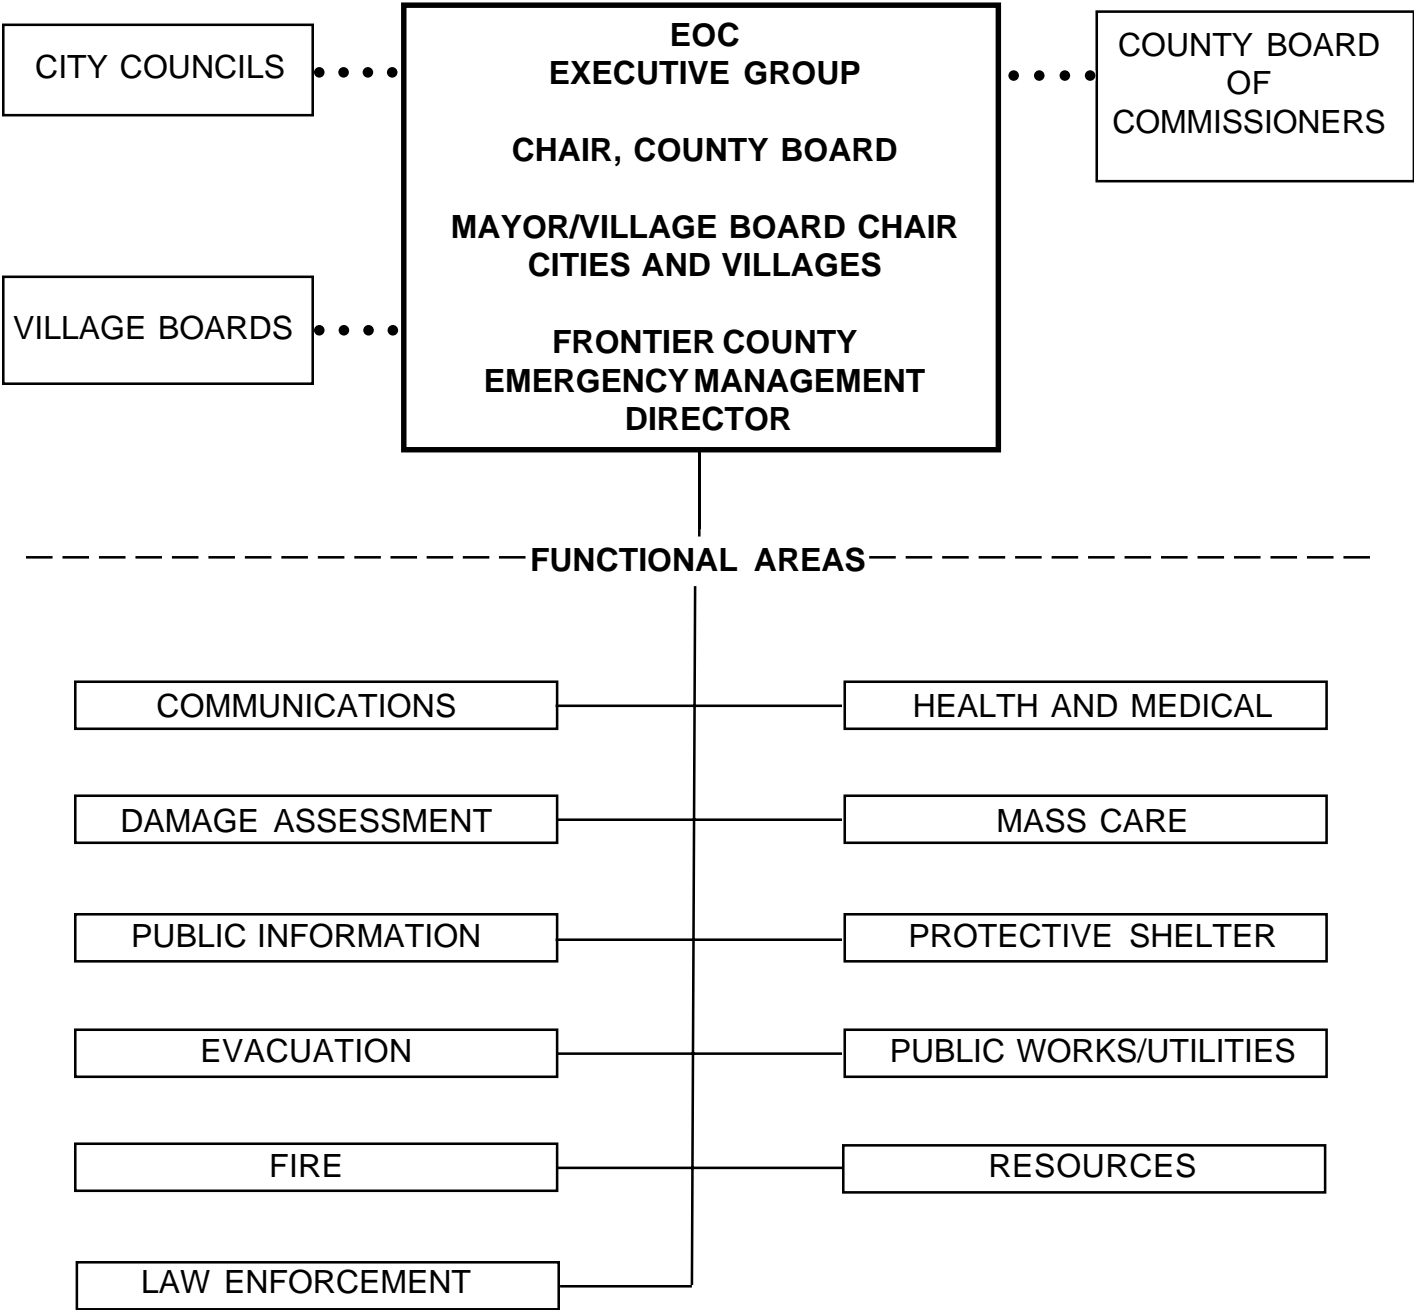 CITY COUNCILS
EOC
EXECUTIVE GROUP
CHAIR, COUNTY BOARD
MAYOR/VILLAGE BOARD CHAIR
CITIES AND VILLAGES
FRONTIER COUNTY
EMERGENCY MANAGEMENT
DIRECTOR
COUNTY BOARD
OF
COMMISSIONERS
VILLAGE BOARDS
FUNCTIONAL AREAS
COMMUNICATIONS
HEALTH AND MEDICAL
DAMAGE ASSESSMENT
MASS CARE
PUBLIC INFORMATION
PROTECTIVE SHELTER
EVACUATION
PUBLIC WORKS/UTILITIES
FIRE
RESOURCES
LAW ENFORCEMENT